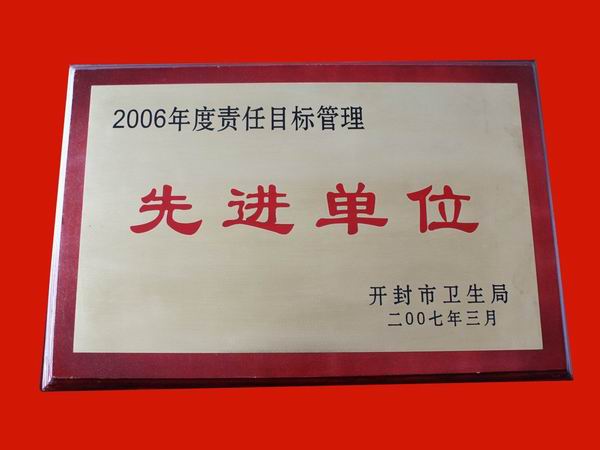 2006年度责任目标管理
先进单位
开封市卫生局
二00七年三月